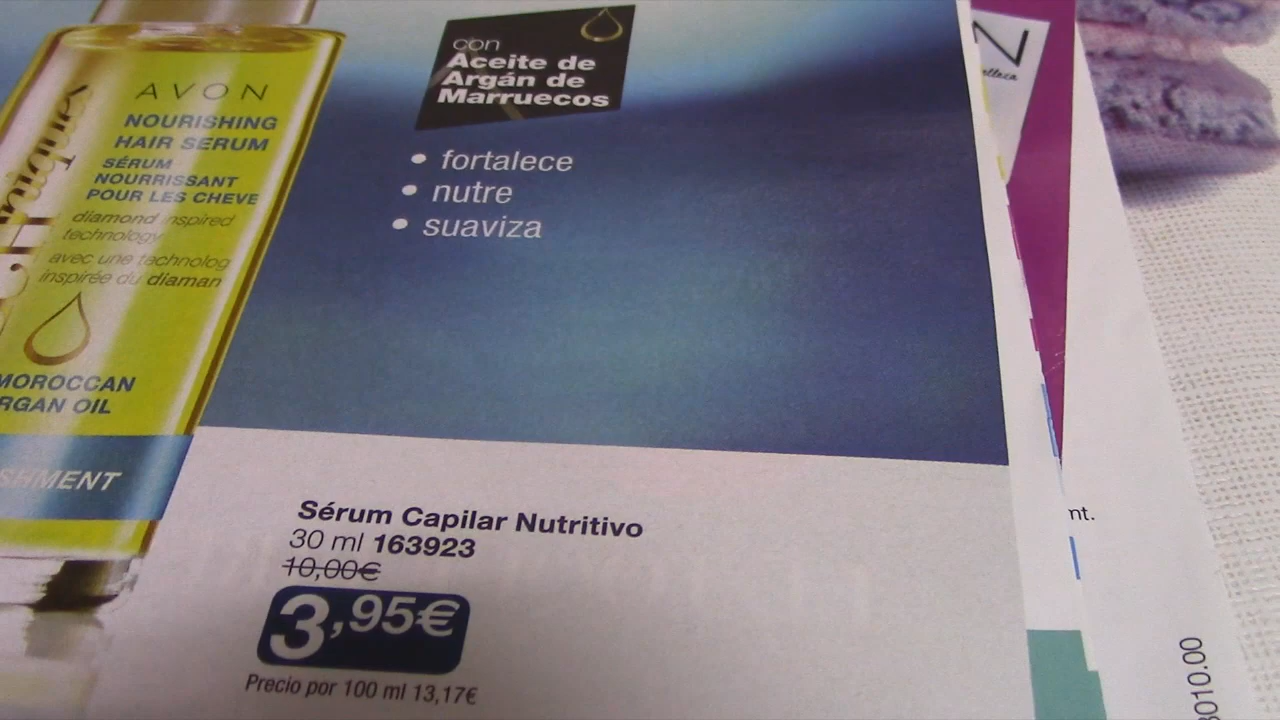 AVON
NOURISHING
HAIR SERUM
SÉRUM
NOURRISSANT
POUR LES CHEVE
diamond inspired
technology
avec une technolog
inspirée du diaman
MOROCCAN
RGAN OIL
SHMENT
con
Aceite de
Argán de
Marruecos
• fortalece
• nutre
• suaviza
Sérum Capilar Nutritivo
30 ml 163923
10,00€
3,95€
Precio por 100 ml 13,17€
N
nt.
010.00